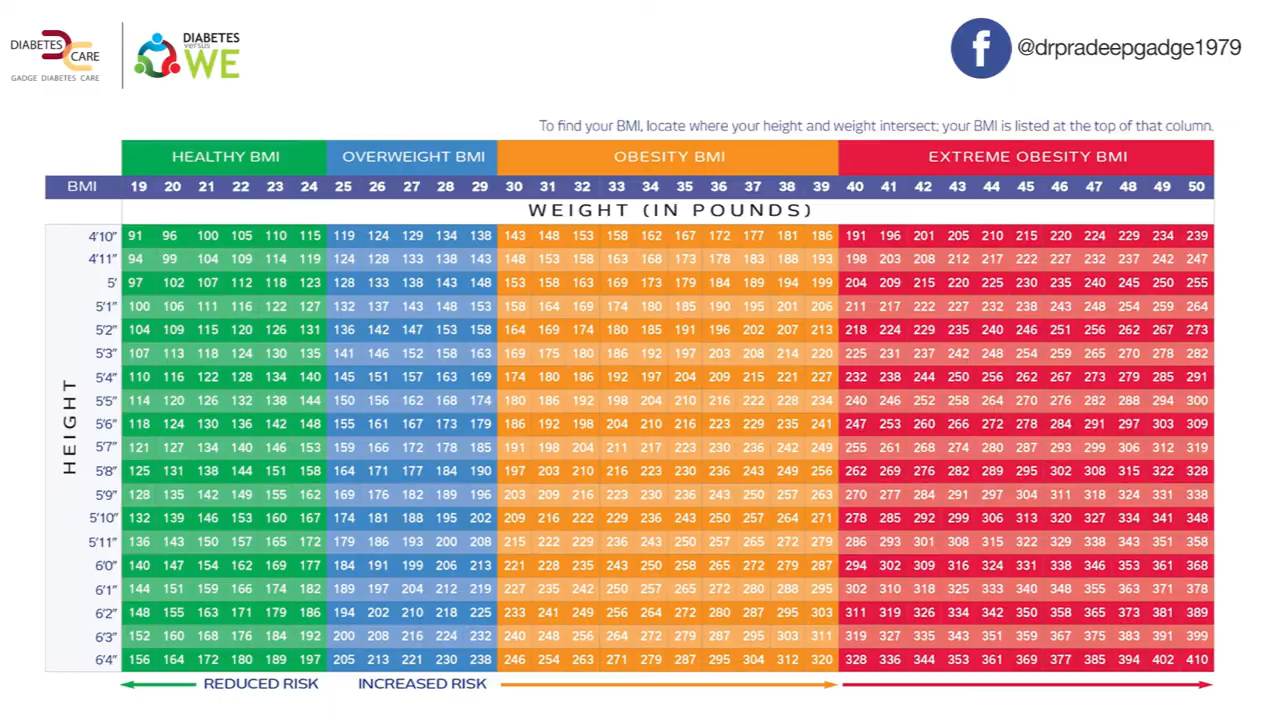 DIABETES
CARE
GADGE DIABETES CARE
DIABETES
versus
WE
f
@drpradeepgadge1979
To find your BMI, locate where your height and weight intersect; your BMI is listed at the top of that column.
HEALTHY BMI OVERWEIGHT BMI OBESITY BMI EXTREME OBESITY BMI
BMI 19 20 21 22 23 24 25 26 27 28 29 30 31 32 33 34 35 36 37 38 39 40 41 42 43 44 45 46 47 48 49 50
WEIGHT (IN POUNDS)
HEIGHT
4'10" 91 96 100 105 110 115 119 124 129 134 138 143 148 153 158 162 167 172 177 181 186 191 196 201 205 210 215 220 224 229 234 239
4'11" 94 99 104 109 114 119 124 128 133 138 143 148 153 158 163 168 173 178 183 188 193 198 203 208 212 217 222 227 232 237 242 247
5' 97 102 107 112 118 123 128 133 138 143 148 153 158 163 169 173 179 184 189 194 199 204 209 215 220 225 230 235 240 245 250 255
5'1" 100 106 111 116 122 127 132 137 143 148 153 158 164 169 174 180 185 190 195 201 206 211 217 222 227 232 238 243 248 254 259 264
5'2" 104 109 115 120 126 131 136 142 147 153 158 164 169 174 180 185 191 196 202 207 213 218 224 229 235 240 246 251 256 262 267 273
5'3" 107 113 118 124 130 135 141 146 152 158 163 169 175 180 186 192 197 203 208 214 220 225 231 237 242 248 254 259 265 270 278 282
5'4" 110 116 122 128 134 140 145 151 157 163 169 174 180 186 192 197 204 209 215 221 227 232 238 244 250 256 262 267 273 279 285 291
5'5" 114 120 126 132 138 144 150 156 162 168 174 180 186 192 198 204 210 216 222 228 234 240 246 252 258 264 270 276 282 288 294 300
5'6" 118 124 130 136 142 148 155 161 167 173 179 186 192 198 204 210 216 223 229 235 241 247 253 260 266 272 278 284 291 297 303 309
5'7" 121 127 134 140 146 153 159 166 172 178 185 191 198 204 211 217 223 230 236 242 249 255 261 268 274 280 287 293 299 306 312 319
5'8" 125 131 138 144 151 158 164 171 177 184 190 197 203 210 216 223 230 236 243 249 256 262 269 276 282 289 295 302 308 315 322 328
5'9" 128 135 142 149 155 162 169 176 182 189 196 203 209 216 223 230 236 243 250 257 263 270 277 284 291 297 304 311 318 324 331 338
5'10" 132 139 146 153 160 167 174 181 188 195 202 209 216 222 229 236 243 250 257 264 271 278 285 292 299 306 313 320 327 334 341 348
5'11" 136 143 150 157 165 172 179 186 193 200 208 215 222 229 236 243 250 257 265 272 279 286 293 301 308 315 322 329 338 343 351 358
6'0" 140 147 154 162 169 177 184 191 199 206 213 221 228 235 243 250 258 265 272 279 287 294 302 309 316 324 331 338 346 353 361 368
6'1" 144 151 159 166 174 182 189 197 204 212 219 227 235 242 250 257 265 272 280 288 295 302 310 318 325 333 340 348 355 363 371 378
6'2" 148 155 163 171 179 186 194 202 210 218 225 233 241 249 256 264 272 280 287 295 303 311 319 326 334 342 350 358 365 373 381 389
6'3" 152 160 168 176 184 192 200 208 216 224 232 240 248 256 264 272 279 287 295 303 311 319 327 335 343 351 359 367 375 383 391 399
6'4" 156 164 172 180 189 197 205 213 221 230 238 246 254 263 271 279 287 295 304 312 320 328 336 344 353 361 369 377 385 394 402 410
REDUCED RISK INCREASED RISK